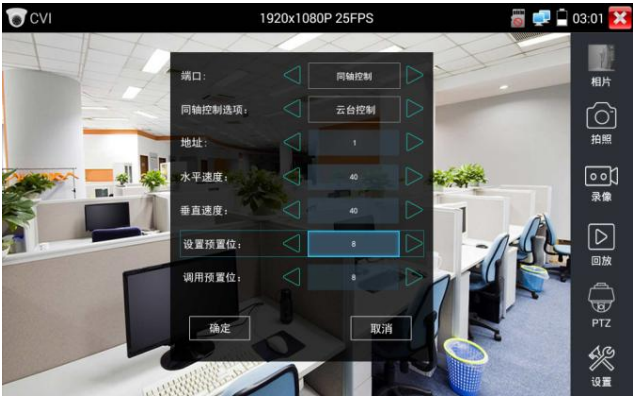 CVI
1920x1080P 25FPS
03:01
端口:
同轴控制
同轴控制选项:
云台控制
地址:
1
水平速度:
40
垂直速度:
40
设置预置位:
8
调用预置位:
8
确定
取消
相片
拍照
录像
回放
PTZ
设置